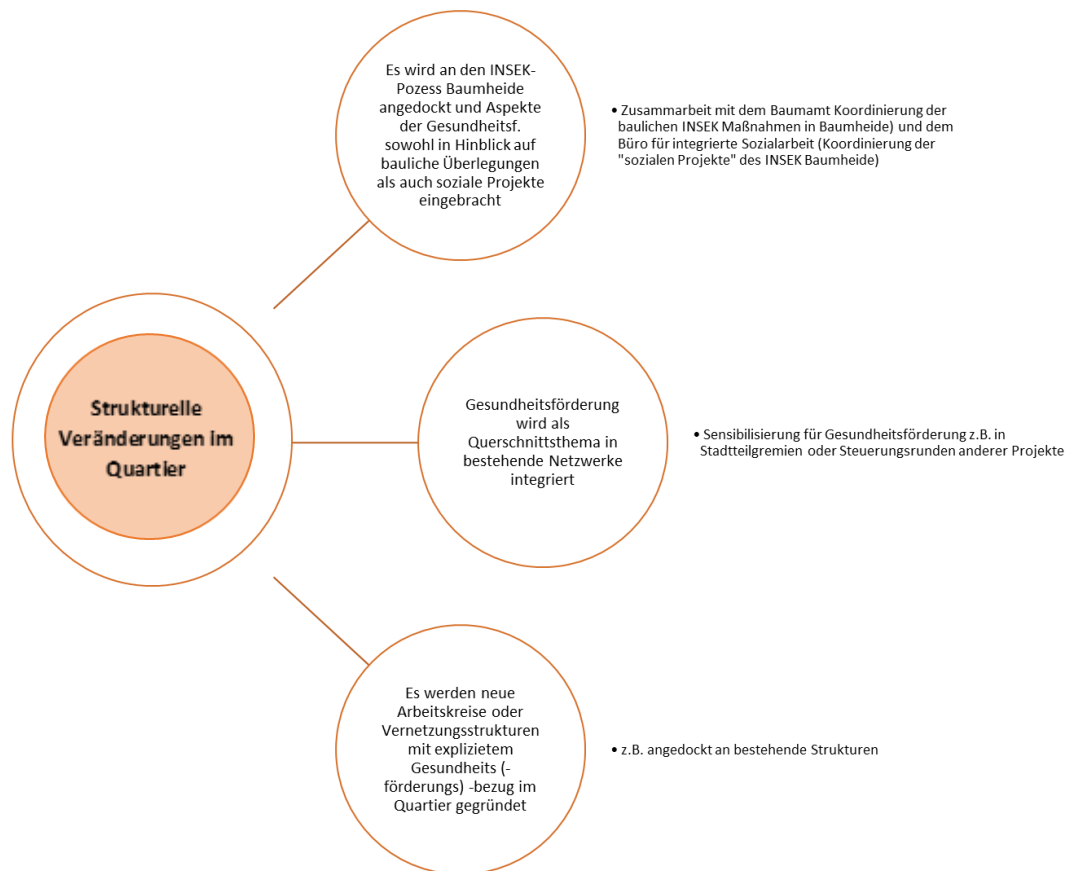 Es wird an den INSEK-
Pozess Baumheide
angedockt und Aspekte
der Gesundheitsf.
sowohl in Hinblick auf
bauliche Überlegungen
als auch soziale Projekte
eingebracht
• Zusammenarbeit mit dem Baumamt Koordinierung der
baulichen INSEK Maßnahmen in Baumheide) und dem
Büro für integrierte Sozialarbeit (Koordinierung der
"sozialen Projekte" des INSEK Baumheide)
Strukturelle
Veränderungen im
Quartier
Gesundheitsförderung
wird als
Querschnittsthema in
bestehende Netzwerke
integriert
• Sensibilisierung für Gesundheitsförderung z.B. in
Stadtteilgremien oder Steuerungsrunden anderer Projekte
Es werden neue
Arbeitskreise oder
Vernetzungsstrukturen
mit explizietem
Gesundheits (-
förderungs) -bezug im
Quartier gegründet
• z.B. angedockt an bestehende Strukturen